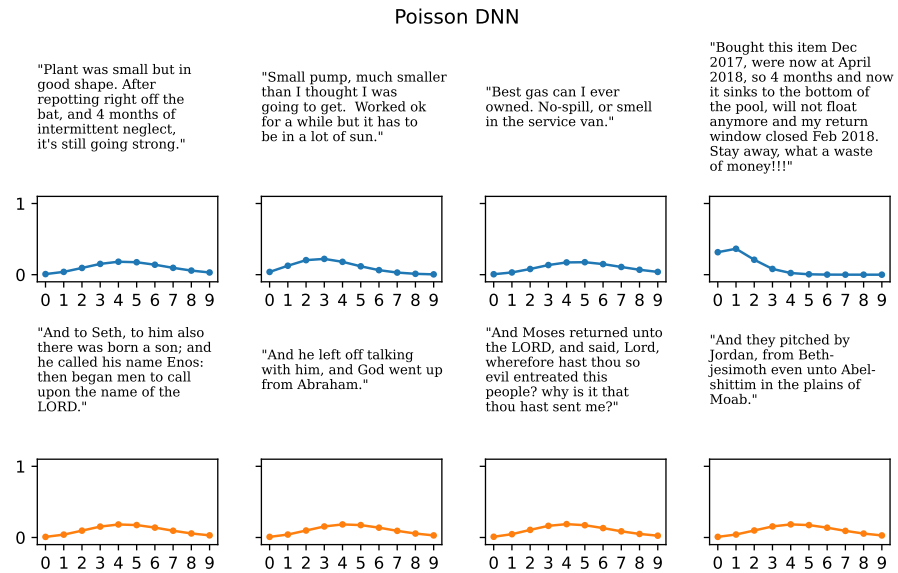 Poisson DNN
"Plant was small but in
good shape. After
repotting right off the
bat, and 4 months of
intermittent neglect,
it's still going strong."
"Small pump, much smaller
than I thought I was
going to get.  Worked ok
for a while but it has to
be in a lot of sun."
"Best gas can I ever
owned. No-spill, or smell
in the service van."
"Bought this item Dec
2017, were now at April
2018, so 4 months and now
it sinks to the bottom of
the pool, will not float
anymore and my return
window closed Feb 2018.
Stay away, what a waste
of money!!!"
1
0
0 1 2 3 4 5 6 7 8 9
0 1 2 3 4 5 6 7 8 9
0 1 2 3 4 5 6 7 8 9
0 1 2 3 4 5 6 7 8 9
"And to Seth, to him also
there was born a son; and
he called his name Enos:
then began men to call
upon the name of the
LORD."
"And he left off talking
with him, and God went up
from Abraham."
"And Moses returned unto
the LORD, and said, Lord,
wherefore hast thou so
evil entreated this
people? why is it that
thou hast sent me?"
"And they pitched by
Jordan, from Beth-
jesimoth even unto Abel-
shittim in the plains of
Moab."
1
0
0 1 2 3 4 5 6 7 8 9
0 1 2 3 4 5 6 7 8 9
0 1 2 3 4 5 6 7 8 9
0 1 2 3 4 5 6 7 8 9